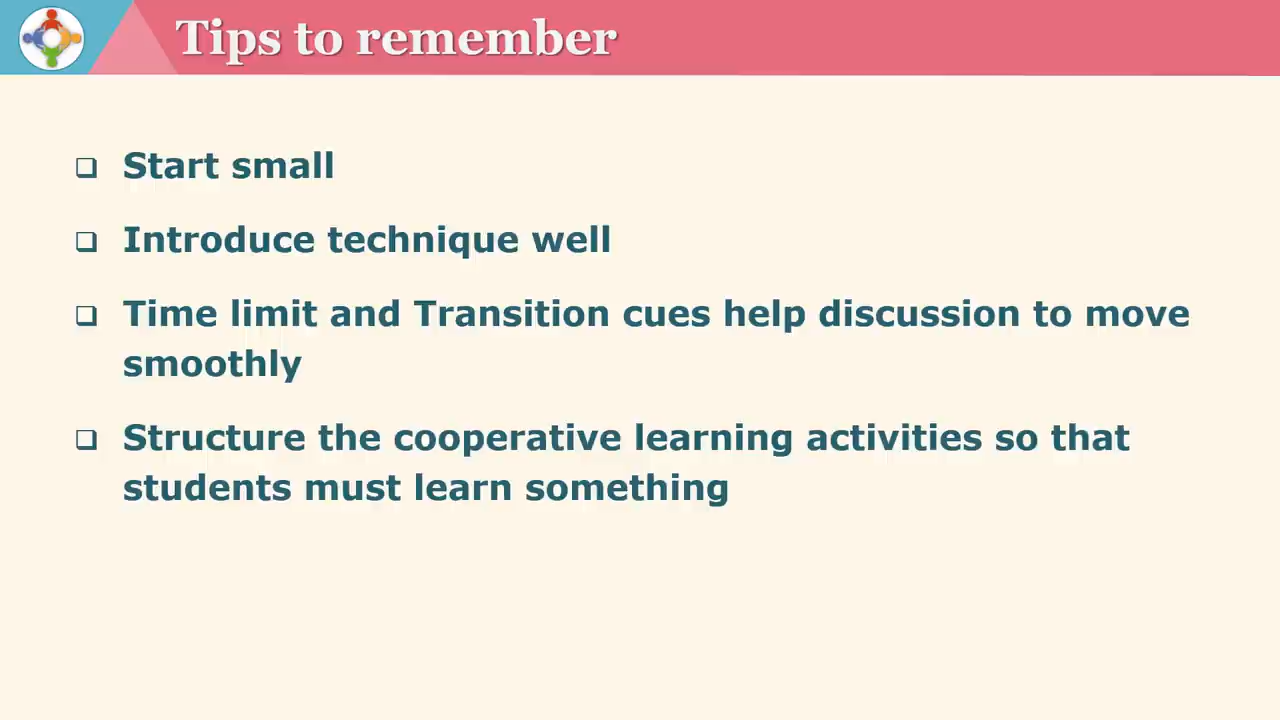 Tips to remember
❑ Start small
❑ Introduce technique well
❑ Time limit and Transition cues help discussion to move
smoothly
❑ Structure the cooperative learning activities so that
students must learn something